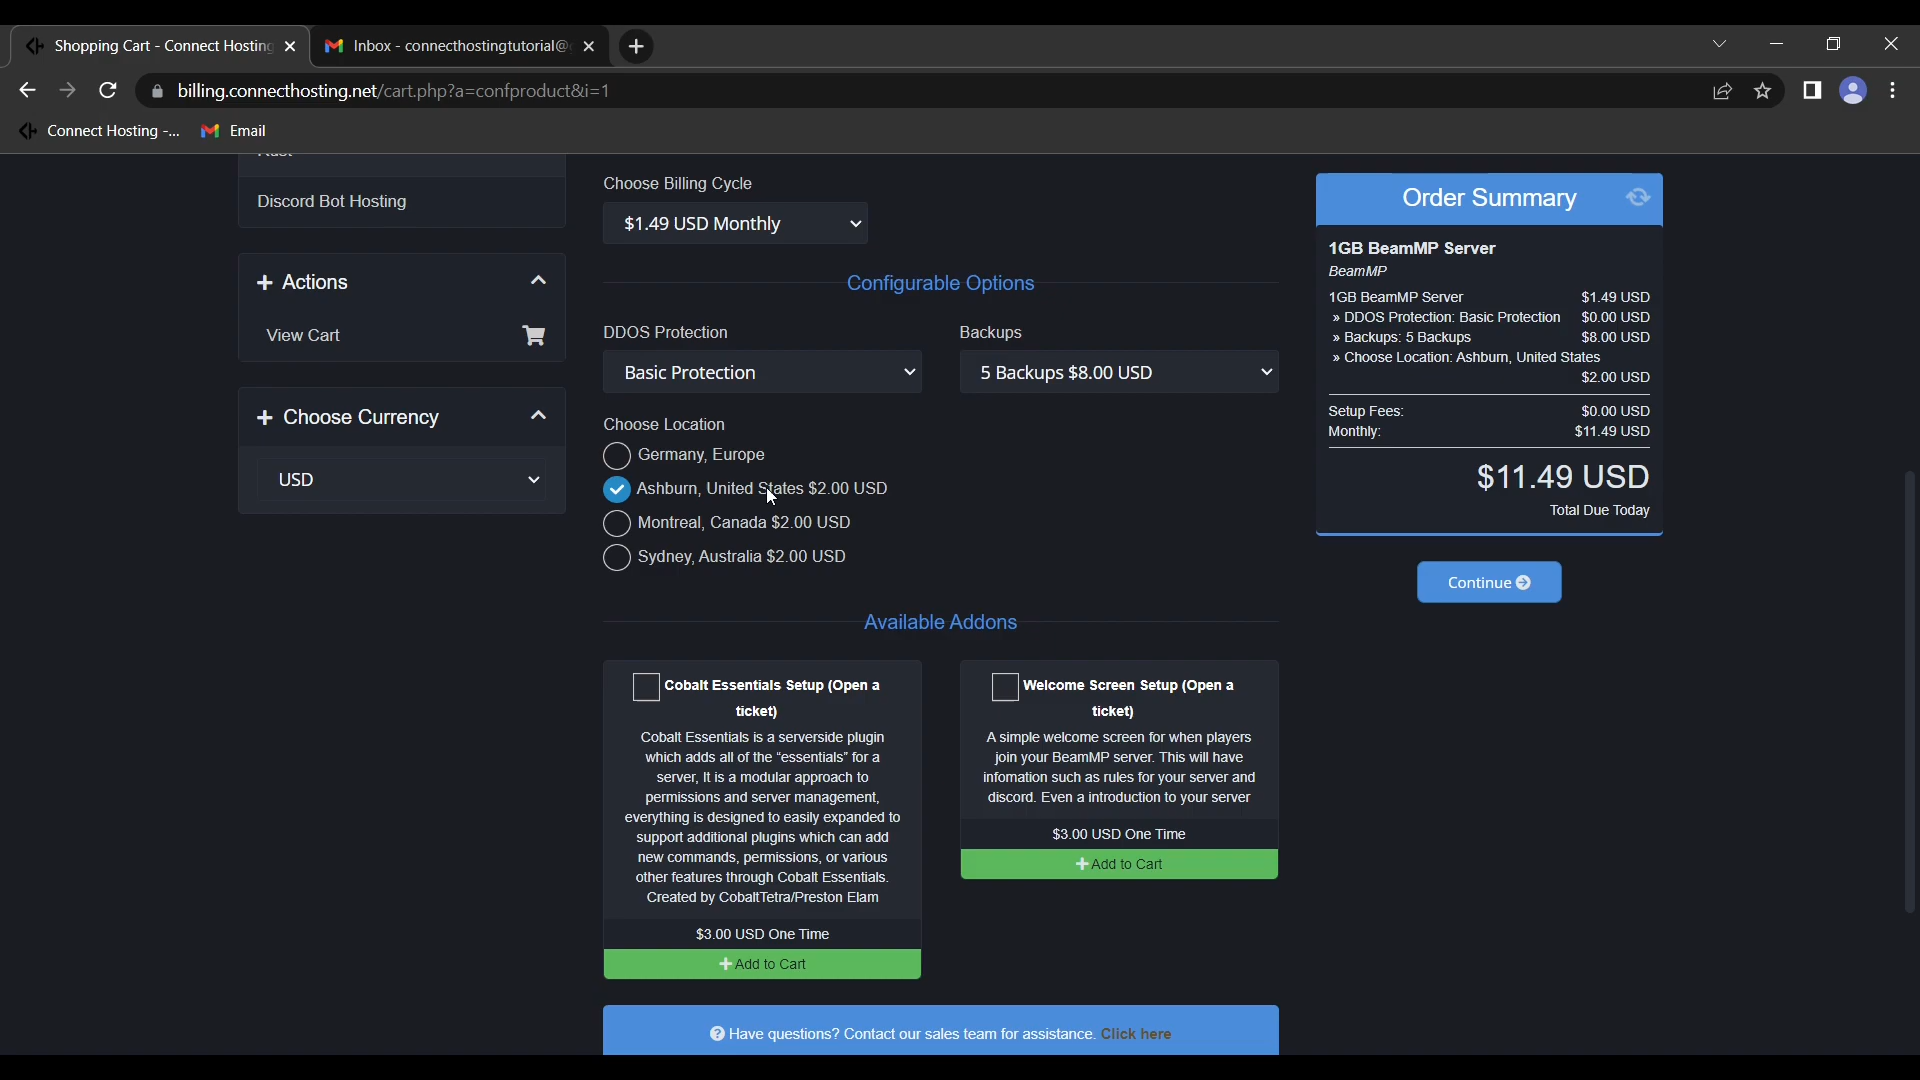 Shopping Cart - Connect Hosting
Inbox - connecthostingtutorial@
billing.connecthosting.net/cart.php?a=confproduct&i=1
Connect Hosting -...
Email
Discord Bot Hosting
Actions
View Cart
Choose Currency
USD
Choose Billing Cycle
$1.49 USD Monthly
Configurable Options
DDOS Protection
Basic Protection
Backups
5 Backups $8.00 USD
Choose Location
Germany, Europe
Ashburn, United States $2.00 USD
Montreal, Canada $2.00 USD
Sydney, Australia $2.00 USD
Available Addons
Cobalt Essentials Setup (Open a
ticket)
Cobalt Essentials is a serverside plugin
which adds all of the “essentials” for a
server, It is a modular approach to
permissions and server management,
everything is designed to easily expanded to
support additional plugins which can add
new commands, permissions, or various
other features through Cobalt Essentials.
Created by CobaltTetra/Preston Elam
$3.00 USD One Time
Add to Cart
Welcome Screen Setup (Open a
ticket)
A simple welcome screen for when players
join your BeamMP server. This will have
infomation such as rules for your server and
discord. Even a introduction to your server
$3.00 USD One Time
Add to Cart
Have questions? Contact our sales team for assistance. Click here
Order Summary
1GB BeamMP Server
BeamMP
1GB BeamMP Server $1.49 USD
» DDOS Protection: Basic Protection $0.00 USD
» Backups: 5 Backups $8.00 USD
» Choose Location: Ashburn, United States
$2.00 USD
Setup Fees: $0.00 USD
Monthly: $11.49 USD
$11.49 USD
Total Due Today
Continue